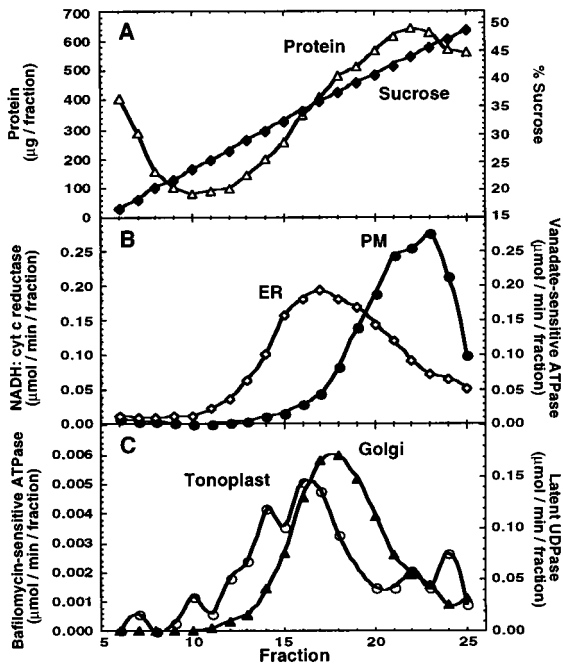 A
Protein
Sucrose
700
600
500
400
300
200
100
0
Protein
(µg / fraction)
50
45
40
35
30
25
20
15
% Sucrose
B
PM
ER
0.25
0.20
0.15
0.10
0.05
0.00
NADH: cyt c reductase
(µmol / min / fraction)
0.25
0.20
0.15
0.10
0.05
0.00
Vanadate-sensitive ATPase
(µmol / min / fraction)
C
Golgi
Tonoplast
0.006
0.005
0.004
0.003
0.002
0.001
0.000
Bafilomycin-sensitive ATPase
(µmol / min / fraction)
0.15
0.10
0.05
0.00
Latent UDPase
(µmol / min / fraction)
10 15 20 25
Fraction